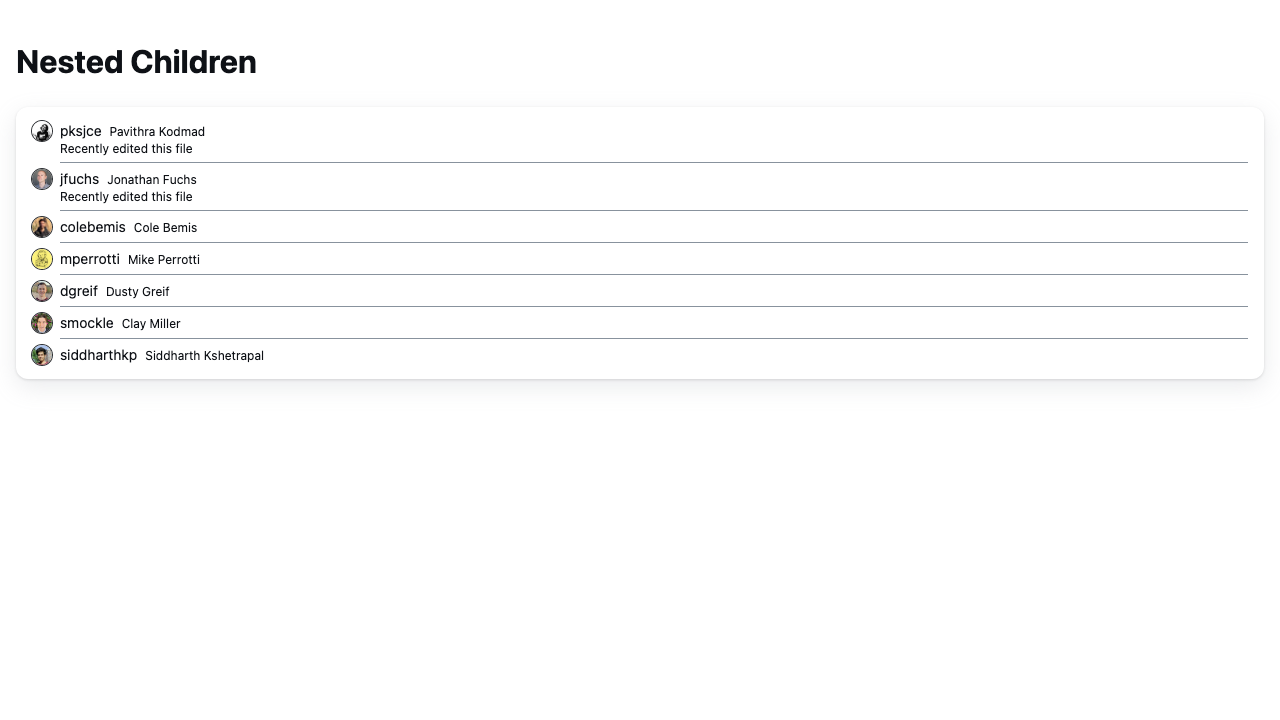 Nested Children
pksjce Pavithra Kodmad
Recently edited this file
jfuchs Jonathan Fuchs
Recently edited this file
colebemis Cole Bemis
mperrotti Mike Perrotti
dgreif Dusty Greif
smockle Clay Miller
siddharthkp Siddharth Kshetrapal